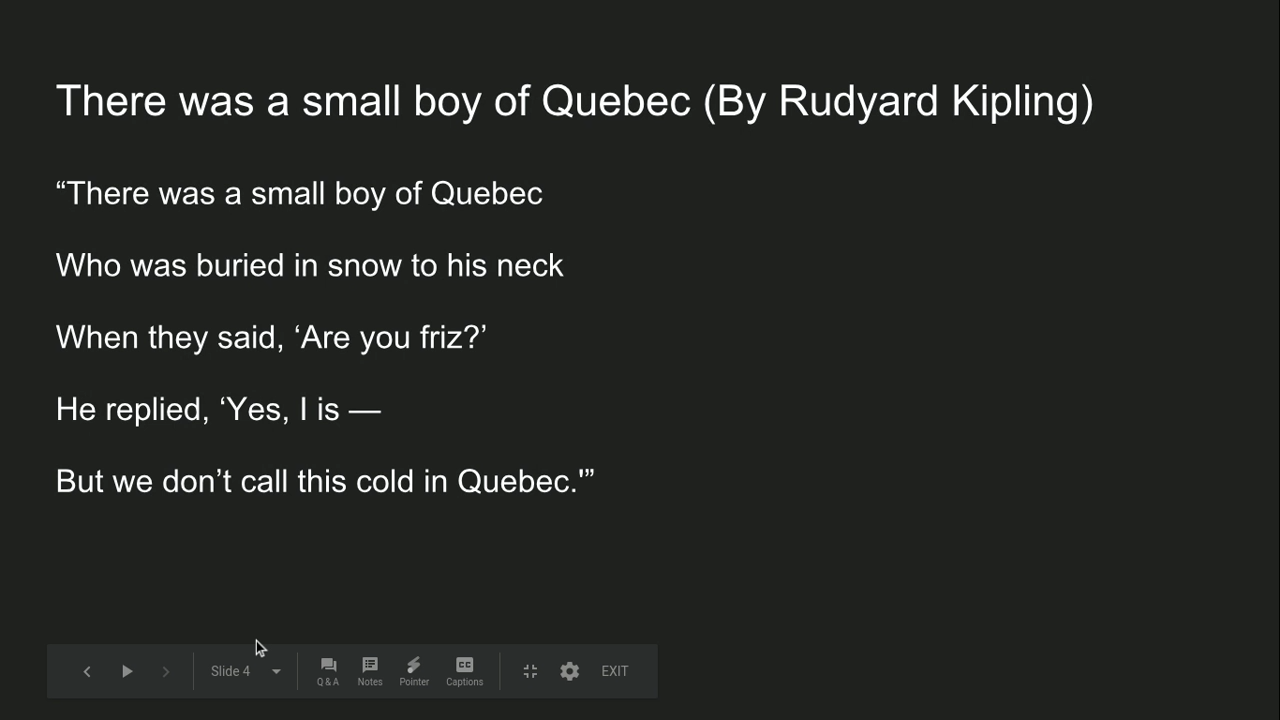 There was a small boy of Quebec (By Rudyard Kipling)
“There was a small boy of Quebec
Who was buried in snow to his neck
When they said, ‘Are you friz?’
He replied, ‘Yes, I is —
But we don’t call this cold in Quebec.'”
Slide 4
Q & A
Notes
Pointer
CC
Captions
EXIT